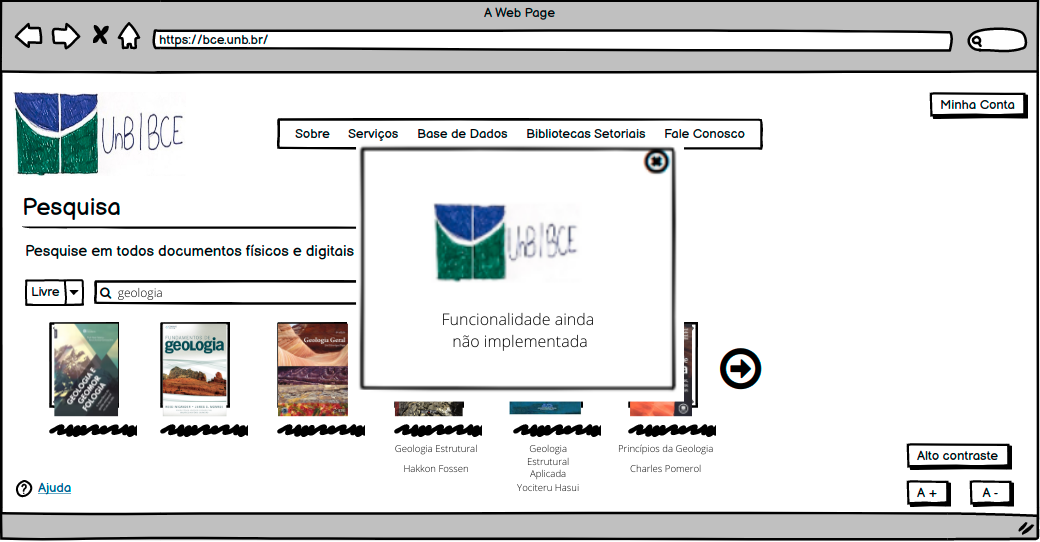 A Web Page
https://bce.unb.br/
UnB|BCE
Minha Conta
Sobre Serviços Base de Dados Bibliotecas Setoriais Fale Conosco
Pesquisa
Pesquise em todos documentos físicos e digitais
Livre
geologia
UnB|BCE
Funcionalidade ainda
não implementada
GEOLOGIA E
GEOMOR
FOLOGIA
FUNDAMENTOS DE
geologia
Geologia Geral
Geologia Estrutural
Hakkon Fossen
Geologia
Estrutural
Aplicada
Yociteru Hasui
Princípios da Geologia
Charles Pomerol
Alto contraste
A +
A -
Ajuda